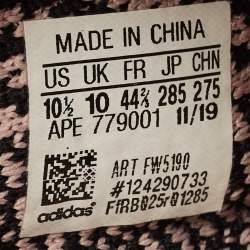 MADE IN CHINA
US UK FR JP CHN
10½ 10 44⅔ 285 275
APE 779001 11/19
ART FW5190
#124290733
adidas FfRB025r01285